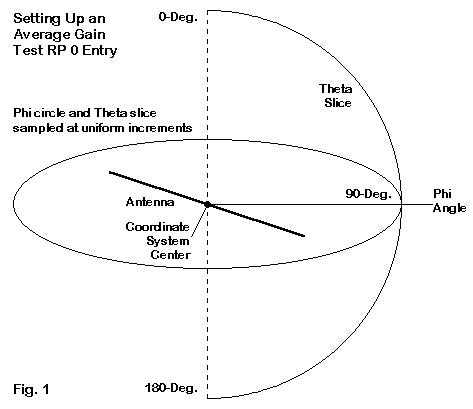 Setting Up an
Average Gain
Test RP 0 Entry
0-Deg.
Theta
Slice
Phi circle and Theta slice
sampled at uniform increments
90-Deg.
Phi
Angle
Antenna
Coordinate
System
Center
Fig. 1
180-Deg.